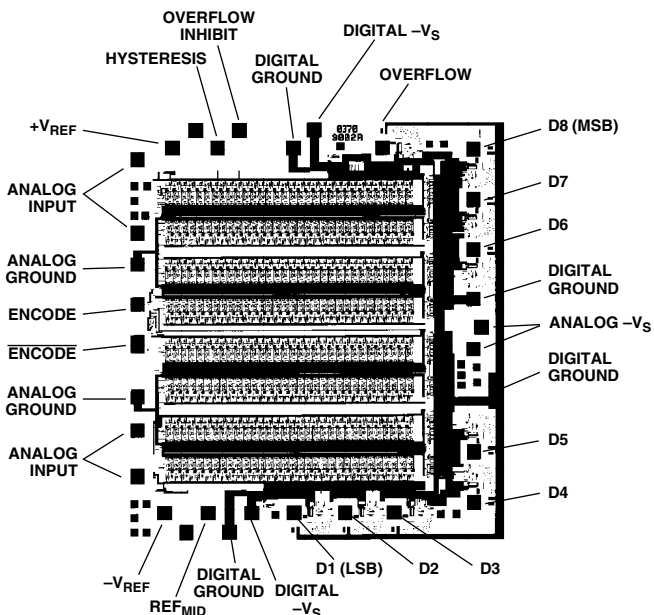 OVERFLOW
INHIBIT
HYSTERESIS
DIGITAL
GROUND
DIGITAL –VS
OVERFLOW
+VREF
0370
9002A
D8 (MSB)
ANALOG
INPUT
D7
D6
ANALOG
GROUND
DIGITAL
GROUND
ENCODE
ANALOG –VS
ENCODE
DIGITAL
GROUND
ANALOG
GROUND
ANALOG
INPUT
D5
D4
–VREF
REFMID
DIGITAL
GROUND
DIGITAL
–VS
D1 (LSB)
D2
D3